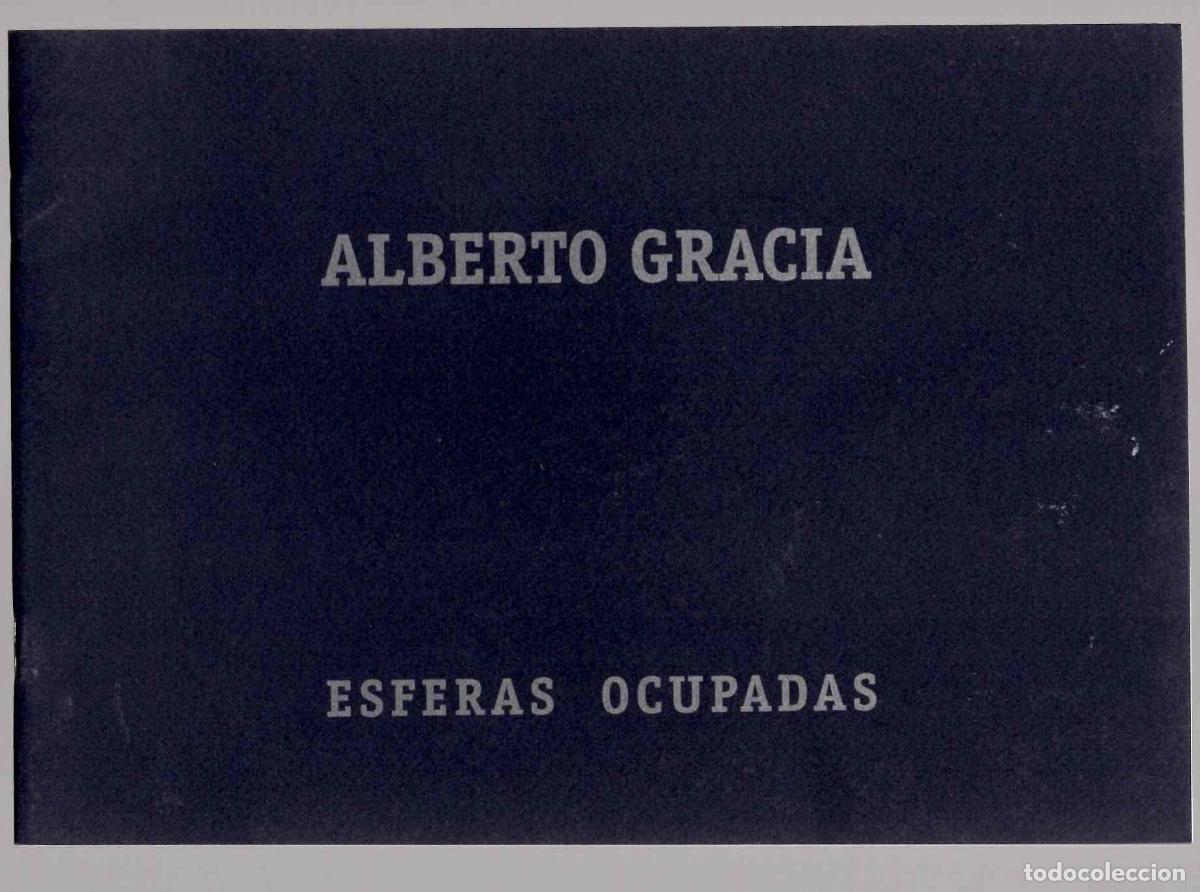 ALBERTO GRACIA
ESFERAS OCUPADAS
todocoleccion